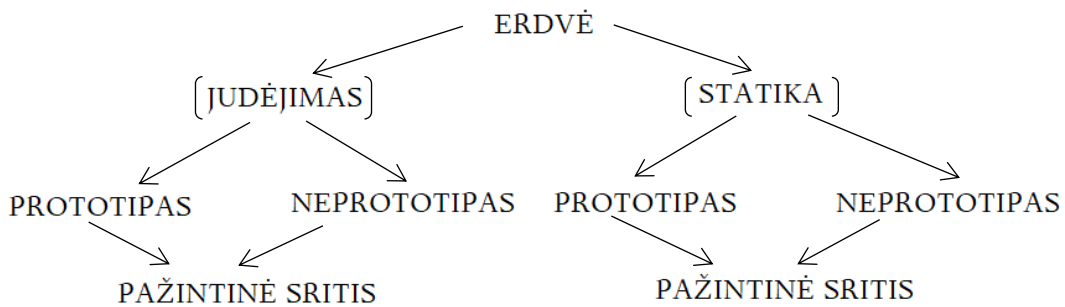 ERDVĖ
[JUDĖJIMAS] [STATIKA]
PROTOTIPAS NEPROTOTIPAS PROTOTIPAS NEPROTOTIPAS
PAŽINTINĖ SRITIS PAŽINTINĖ SRITIS